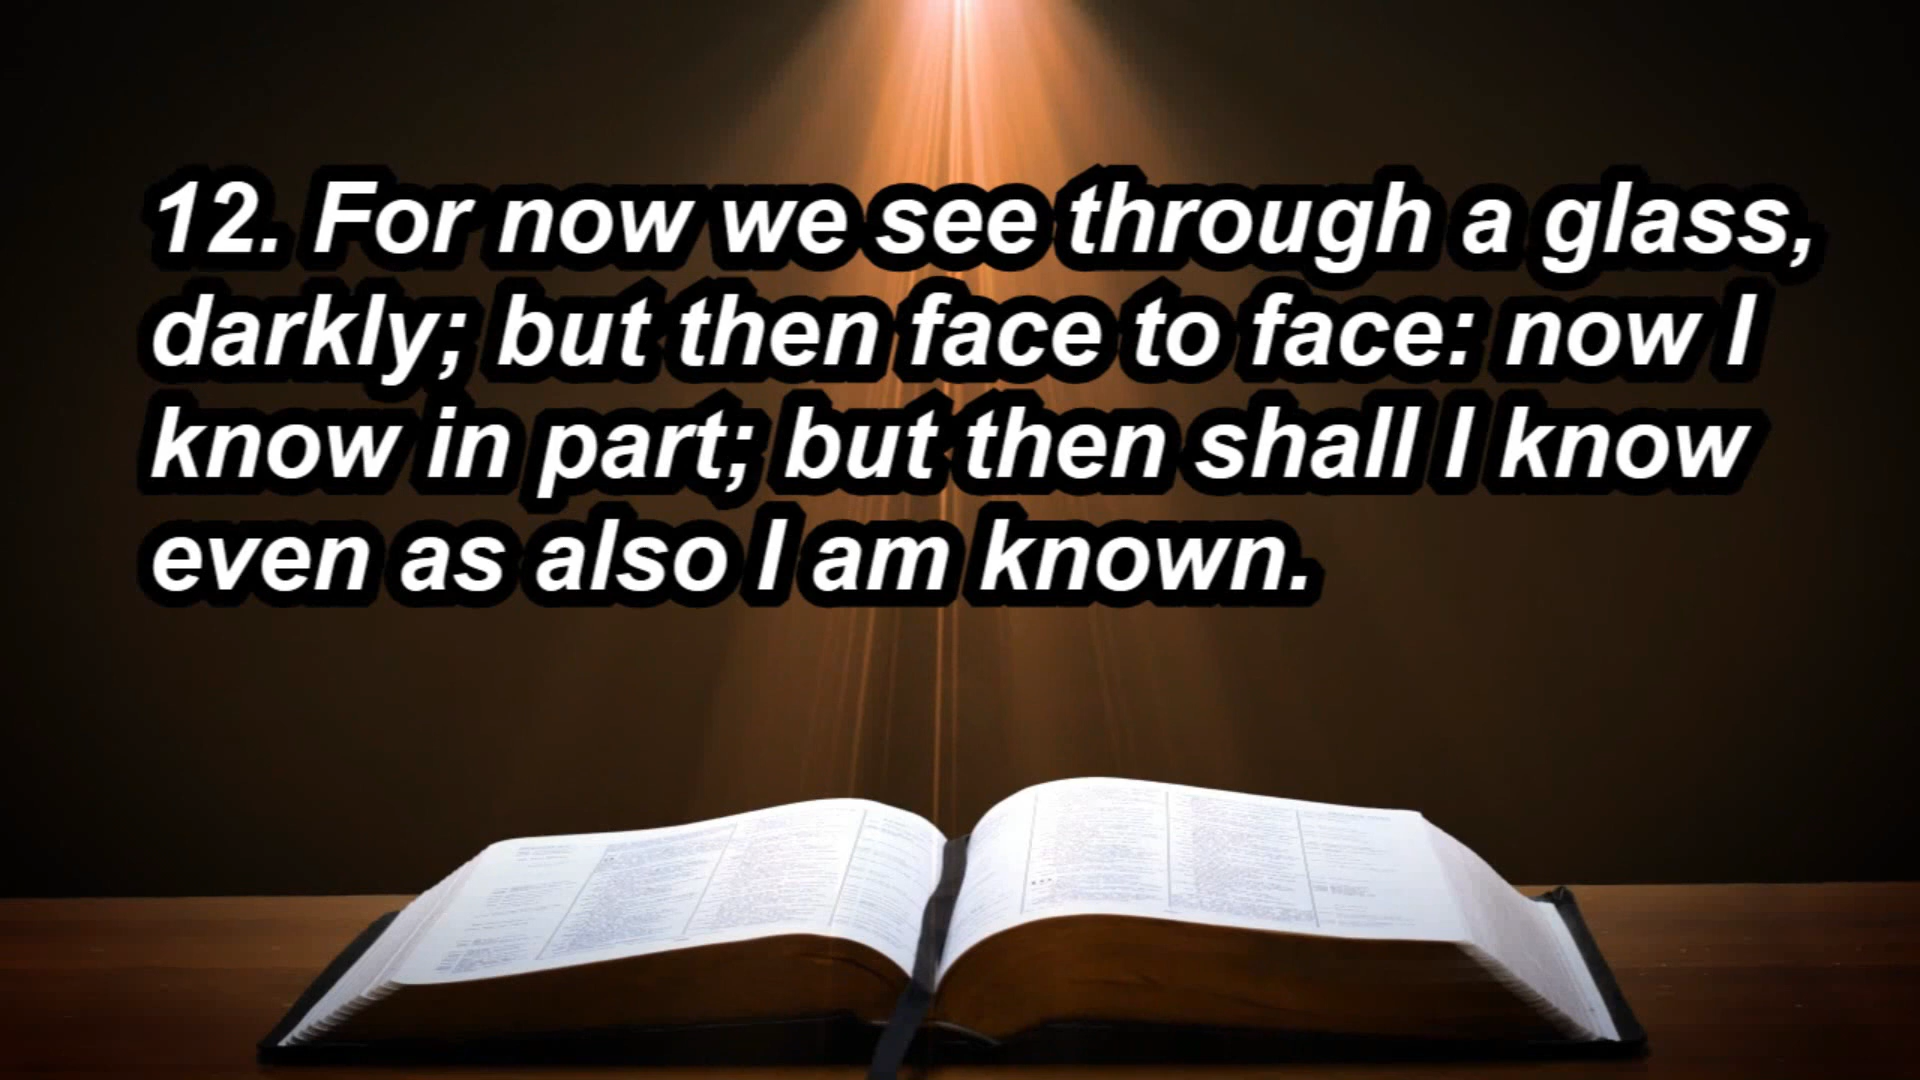 12. For now we see through a glass,
darkly; but then face to face: now I
know in part; but then shall I know
even as also I am known.